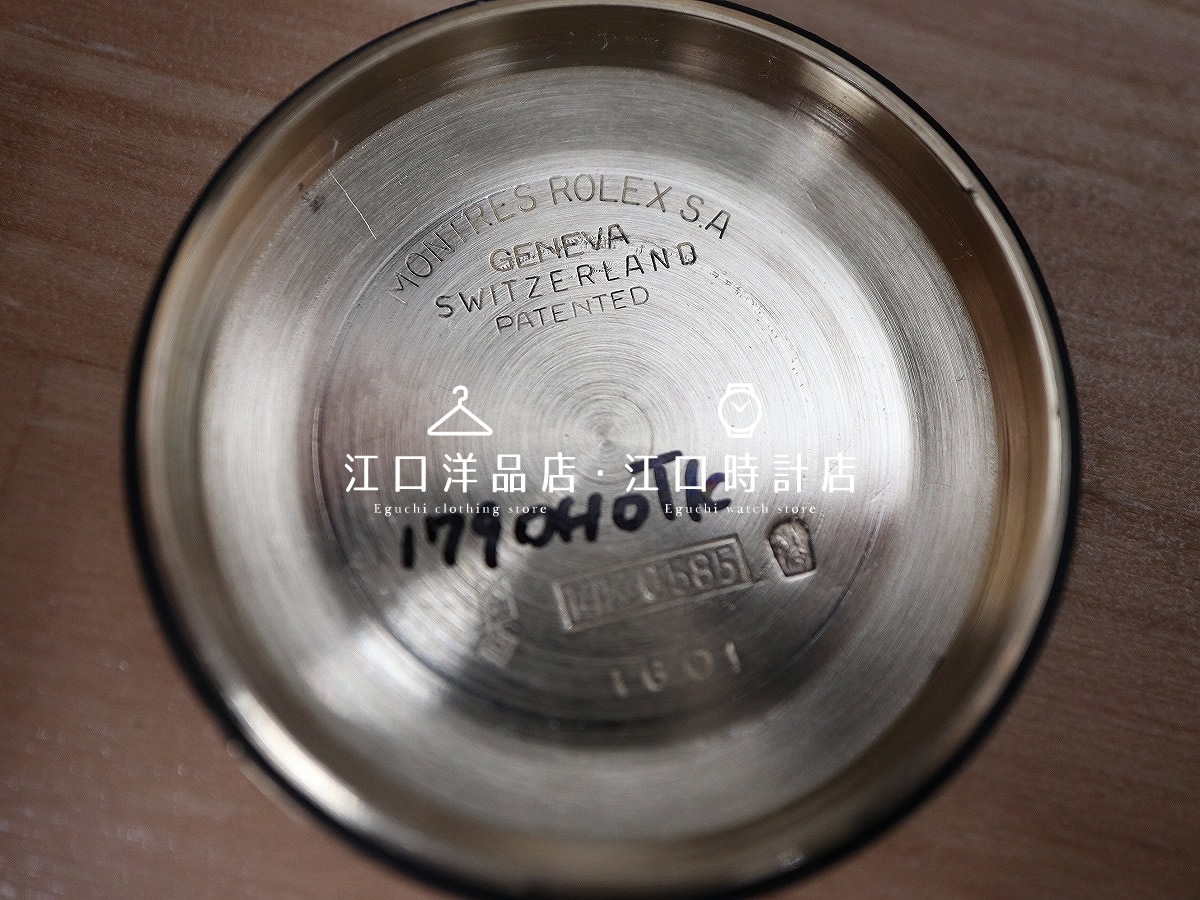 MONTRES ROLEX S.A
GENEVA
SWITZERLAND
PATENTED
江口洋品店・江口時計店
Eguchi clothing store
Eguchi watch store
14K 0,585
1601